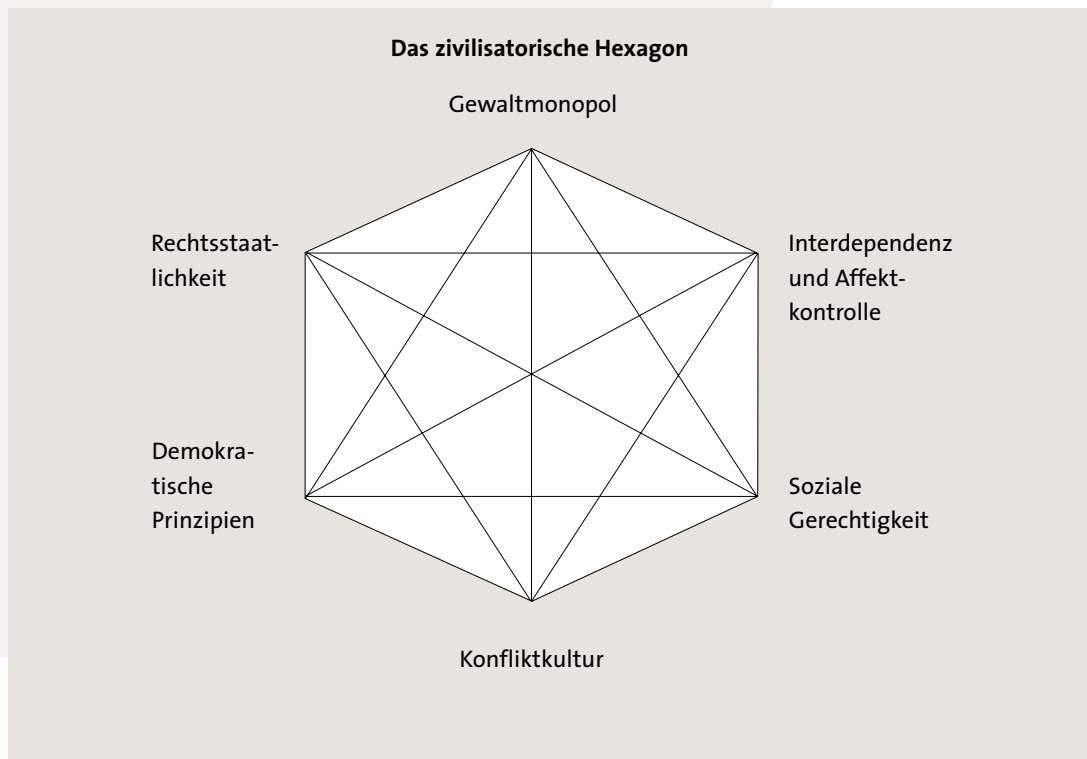 Das zivilisatorische Hexagon
Gewaltmonopol
Rechtsstaat-
lichkeit
Interdependenz
und Affekt-
kontrolle
Demokra-
tische
Prinzipien
Soziale
Gerechtigkeit
Konfliktkultur